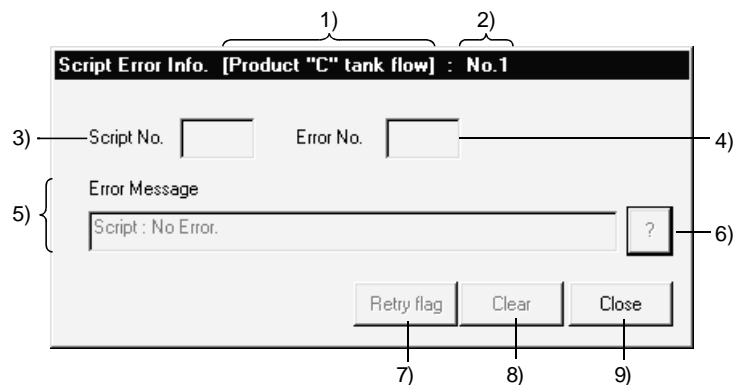 1) 2)
Script Error Info. [Product "C" tank flow] : No.1
3) Script No. Error No. 4)
Error Message
5) Script : No Error. ? 6)
Retry flag Clear Close
7) 8) 9)